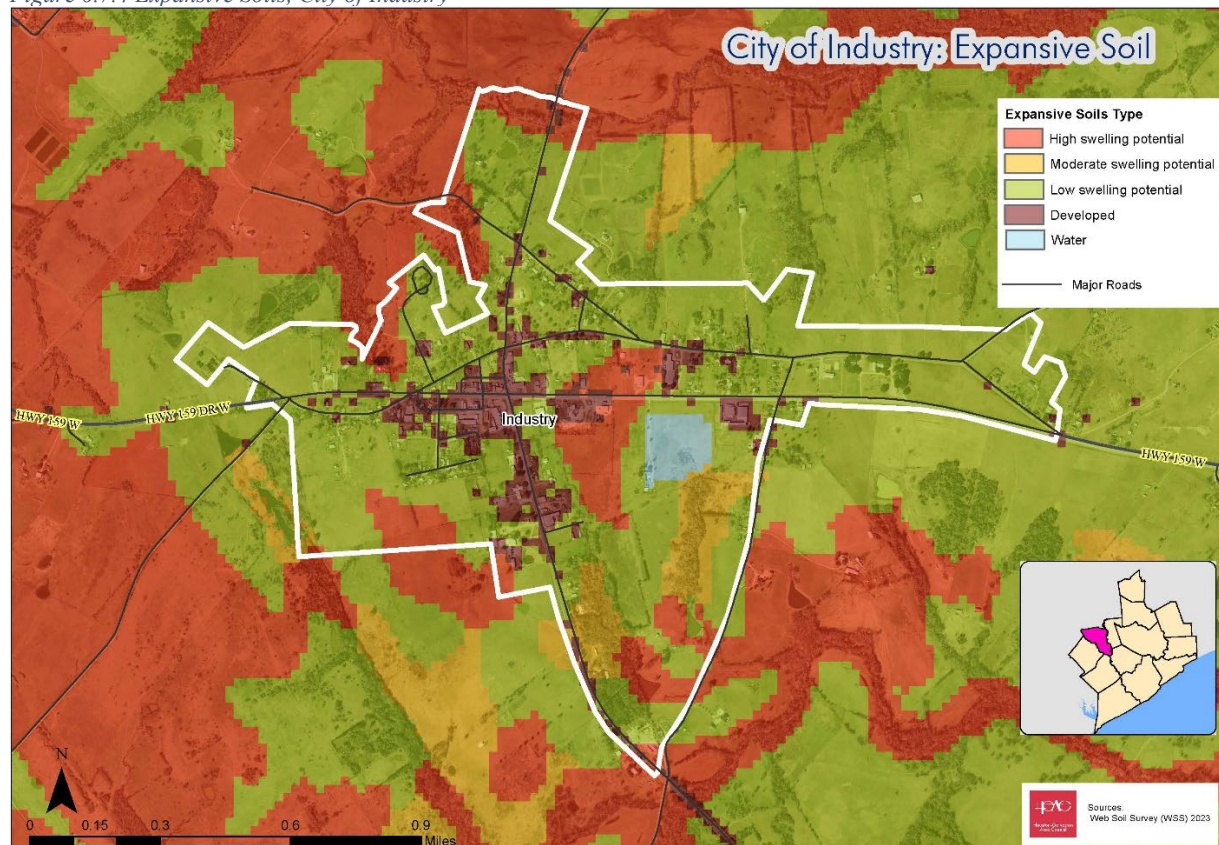 City of Industry: Expansive Soil
Expansive Soils Type
High swelling potential
Moderate swelling potential
Low swelling potential
Developed
Water
Major Roads
HWY 159 W
HWY 159 DR W
Industry
HWY 159 W
N
0 0.15 0.3 0.6 0.9
Miles
Sources:
Web Soil Survey (WSS) 2023